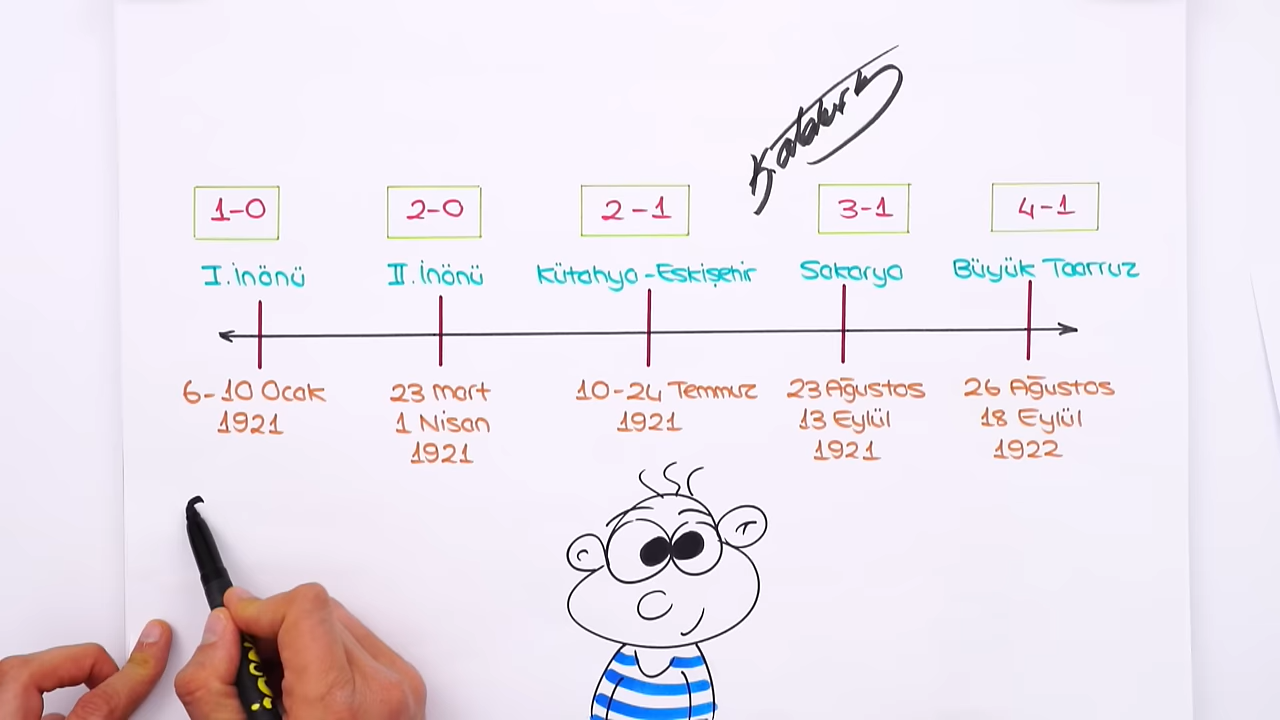 K.Atatürk
1-0
2-0
2-1
3-1
4-1
I.İnönü
II.İnönü
Kütahya-Eskişehir
Sakarya
Büyük Taarruz
6-10 Ocak
1921
23 Mart
1 Nisan
1921
10-24 Temmuz
1921
23 Ağustos
13 Eylül
1921
26 Ağustos
18 Eylül
1922